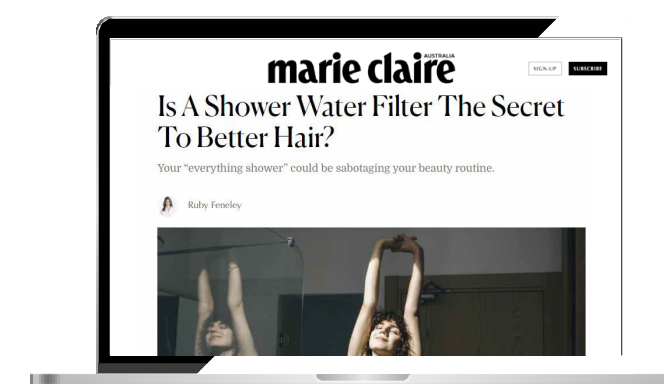 AUSTRALIA
marie claire
SIGN-UP
SUBSCRIBE
Is A Shower Water Filter The Secret
To Better Hair?
Your “everything shower” could be sabotaging your beauty routine.
Ruby Feneley